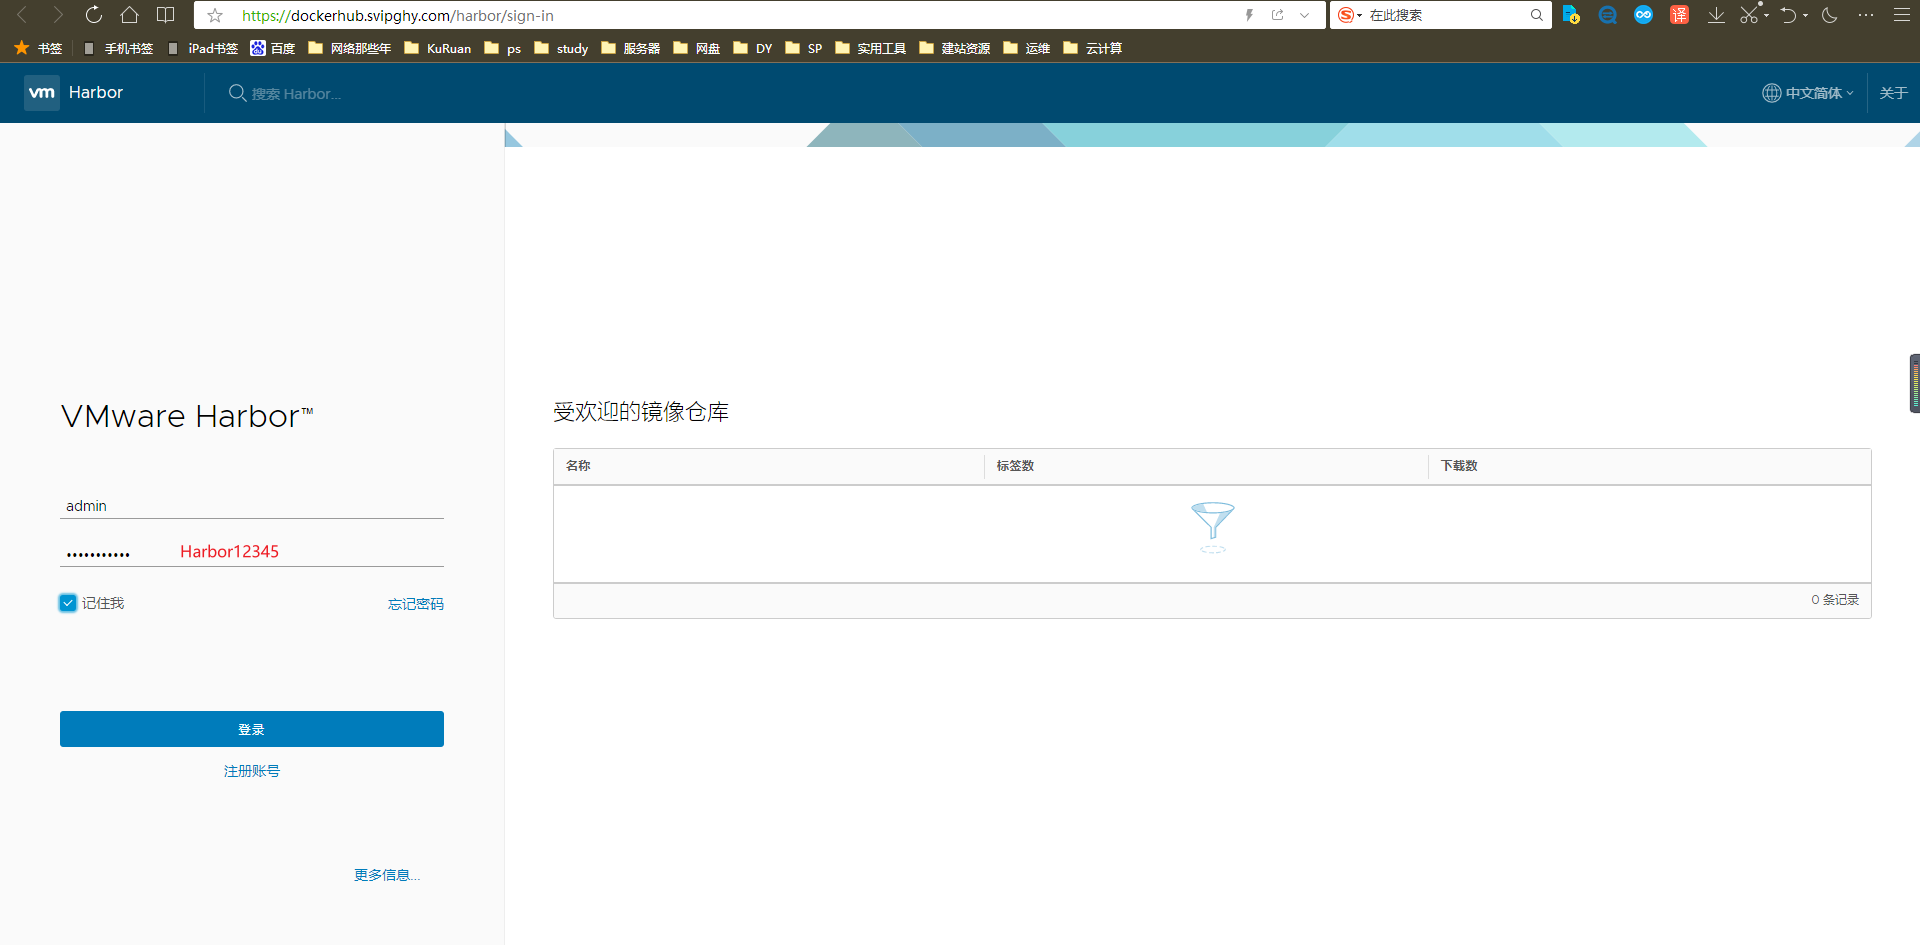 https://dockerhub.svipghy.com/harbor/sign-in
在此搜索
译
书签 手机书签 iPad书签 百度 网络那些年 KuRuan ps study 服务器 网盘 DY SP 实用工具 建站资源 运维 云计算
vm Harbor 搜索 Harbor... 中文简体 关于
VMware Harbor™
受欢迎的镜像仓库
名称 标签数 下载数
admin
••••••••••• Harbor12345
记住我 忘记密码
0 条记录
登录
注册账号
更多信息...